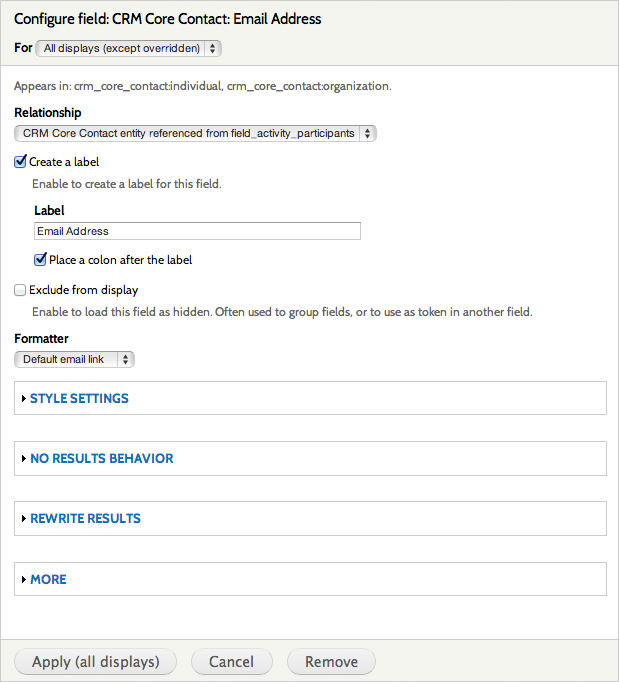 Configure field: CRM Core Contact: Email Address
For All displays (except overridden)
Appears in: crm_core_contact:individual, crm_core_contact:organization.
Relationship
CRM Core Contact entity referenced from field_activity_participants
Create a label
Enable to create a label for this field.
Label
Email Address
Place a colon after the label
Exclude from display
Enable to load this field as hidden. Often used to group fields, or to use as token in another field.
Formatter
Default email link
STYLE SETTINGS
NO RESULTS BEHAVIOR
REWRITE RESULTS
MORE
Apply (all displays) Cancel Remove